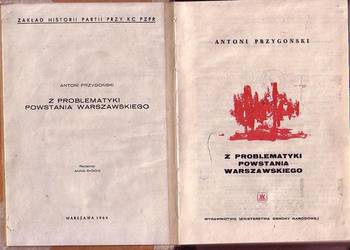 ZAKŁAD HISTORII PARTII PRZY KC PZPR
ANTONI PRZYGOŃSKI
Z PROBLEMATYKI
POWSTANIA WARSZAWSKIEGO
WARSZAWA 1964
ANTONI PRZYGOŃSKI
Z PROBLEMATYKI
POWSTANIA
WARSZAWSKIEGO
WYDAWNICTWO MINISTERSTWA OBRONY NARODOWEJ